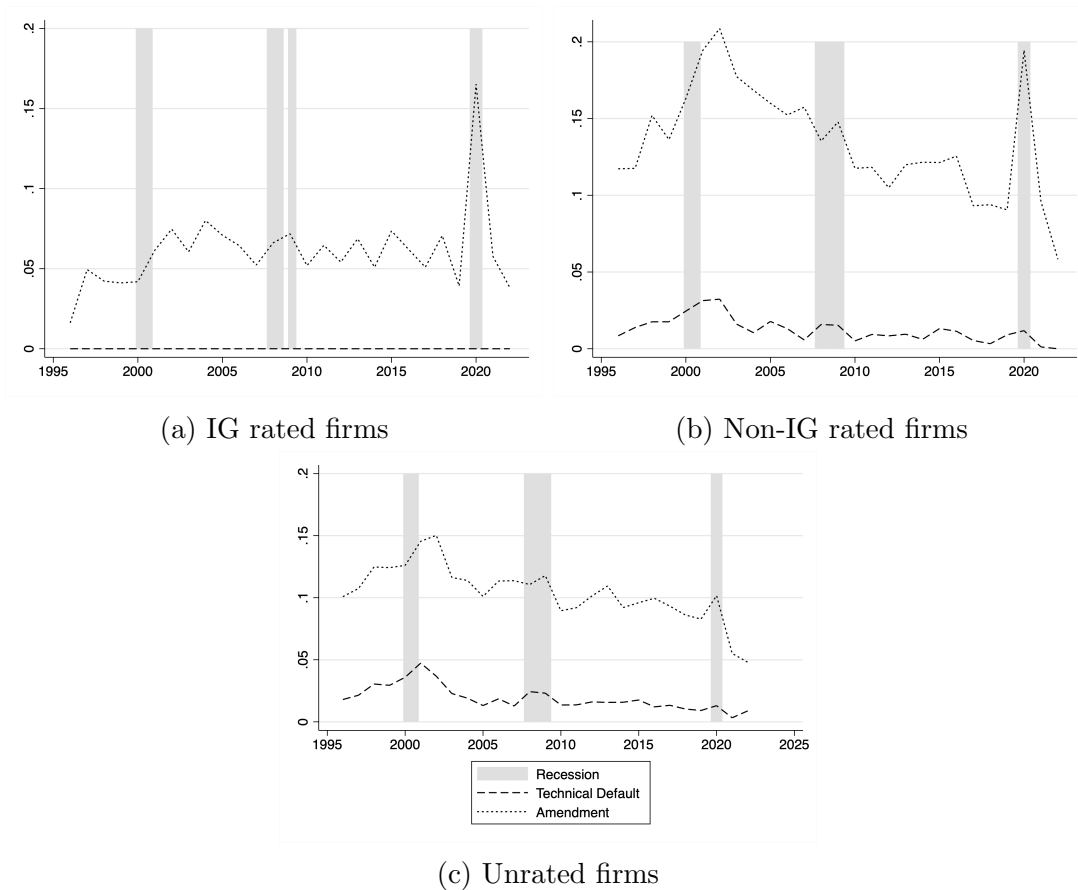 .2
.15
.1
.05
0
1995 2000 2005 2010 2015 2020
(a) IG rated firms
.2
.15
.1
.05
0
1995 2000 2005 2010 2015 2020
(b) Non-IG rated firms
.2
.15
.1
.05
0
1995 2000 2005 2010 2015 2020 2025
Recession
Technical Default
Amendment
(c) Unrated firms